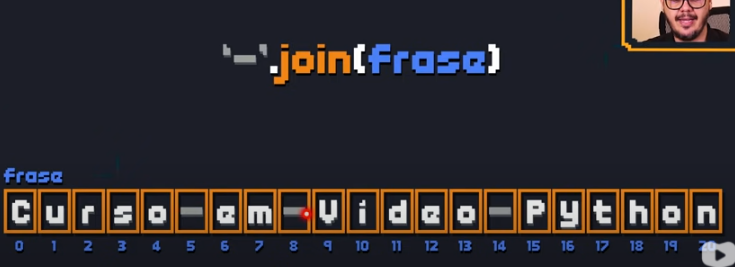 '-'.join(frase)
frase
Curso-em-Video-Python
0 1 2 3 4 5 6 7 8 9 10 11 12 13 14 15 16 17 18 19 20